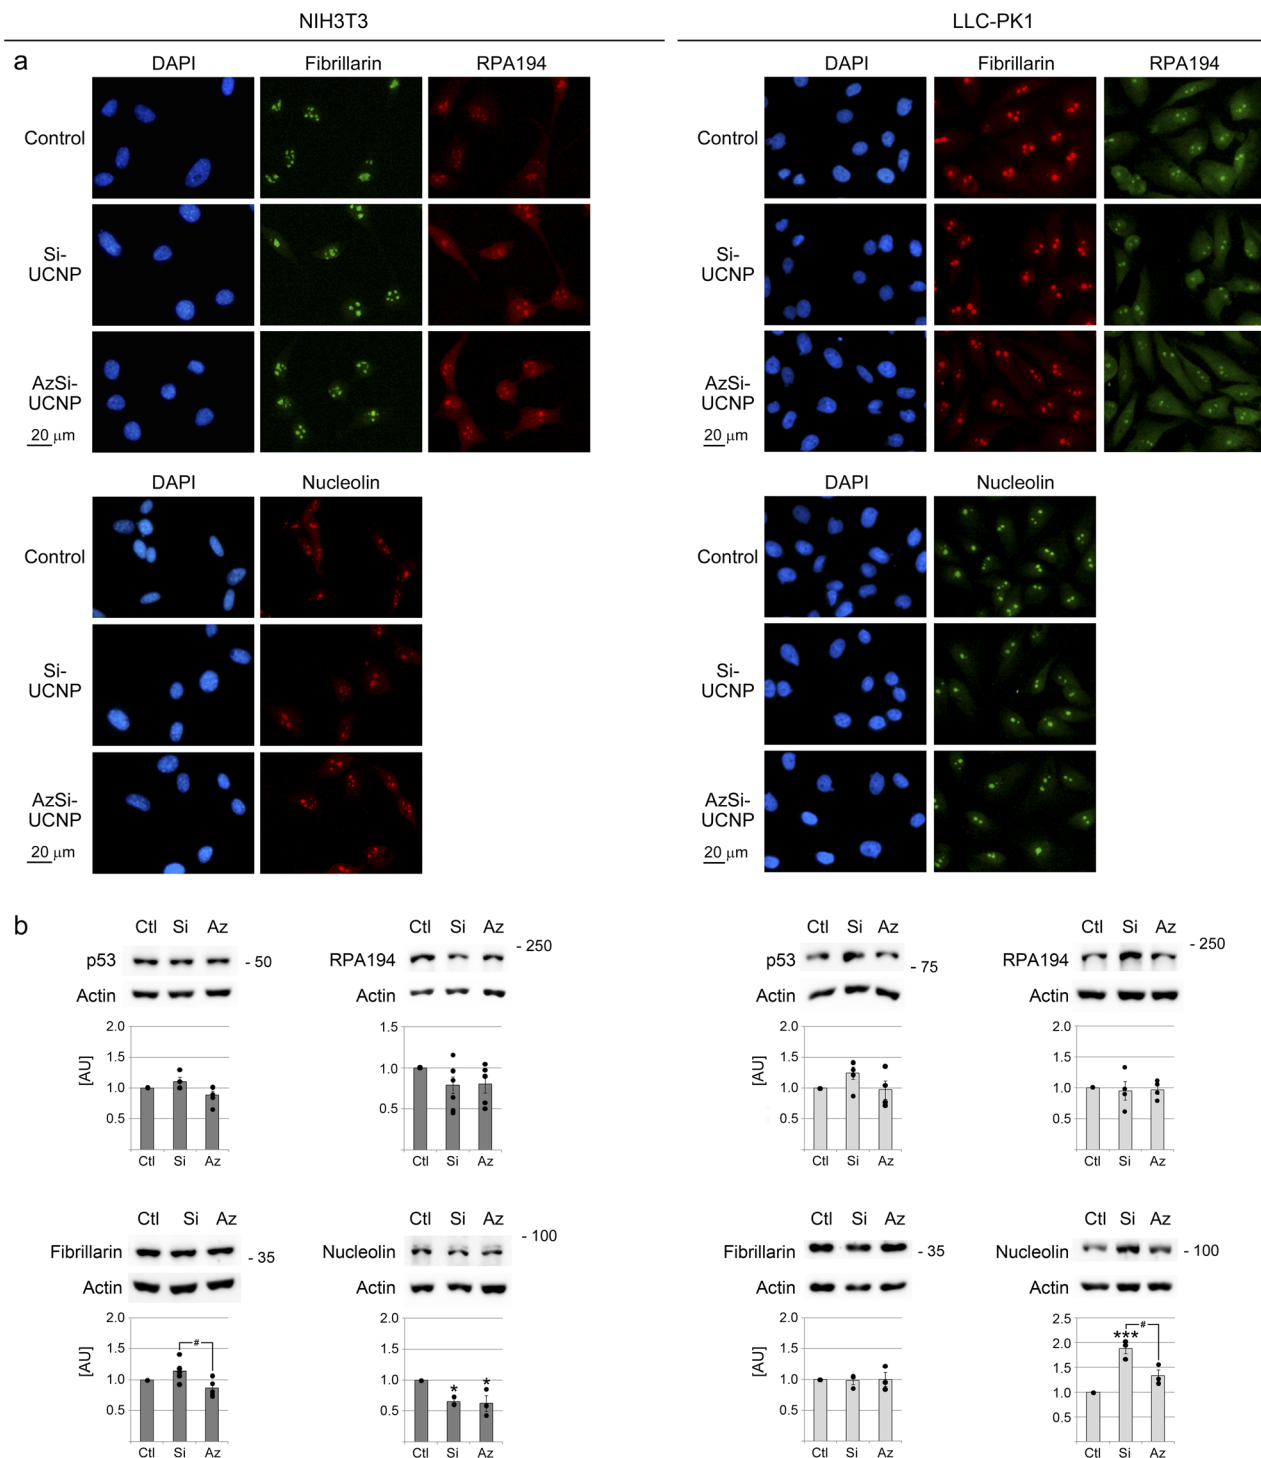 NIH3T3 LLC-PK1
a
DAPI Fibrillarin RPA194 DAPI Fibrillarin RPA194
Control Control
Si-
UCNP
Si-
UCNP
AzSi-
UCNP
AzSi-
UCNP
20 μm 20 μm
DAPI Nucleolin DAPI Nucleolin
Control Control
Si-
UCNP
Si-
UCNP
AzSi-
UCNP
AzSi-
UCNP
20 μm 20 μm
b
Ctl Si Az
p53 - 50
Actin
2.0
1.5
1.0
0.5
[AU]
Ctl Si Az
Ctl Si Az
RPA194 - 250
Actin
1.5
1.0
0.5
Ctl Si Az
Ctl Si Az
p53 - 75
Actin
2.0
1.5
1.0
0.5
[AU]
Ctl Si Az
Ctl Si Az
RPA194 - 250
Actin
2.0
1.5
1.0
0.5
Ctl Si Az
Ctl Si Az
Fibrillarin - 35
Actin
2.0
1.5
1.0
0.5
[AU]
#
Ctl Si Az
Ctl Si Az
Nucleolin - 100
Actin
2.0
1.5
1.0
0.5
* *
Ctl Si Az
Ctl Si Az
Fibrillarin - 35
Actin
2.0
1.5
1.0
0.5
[AU]
Ctl Si Az
Ctl Si Az
Nucleolin - 100
Actin
2.5
2.0
1.5
1.0
0.5
*** #
Ctl Si Az